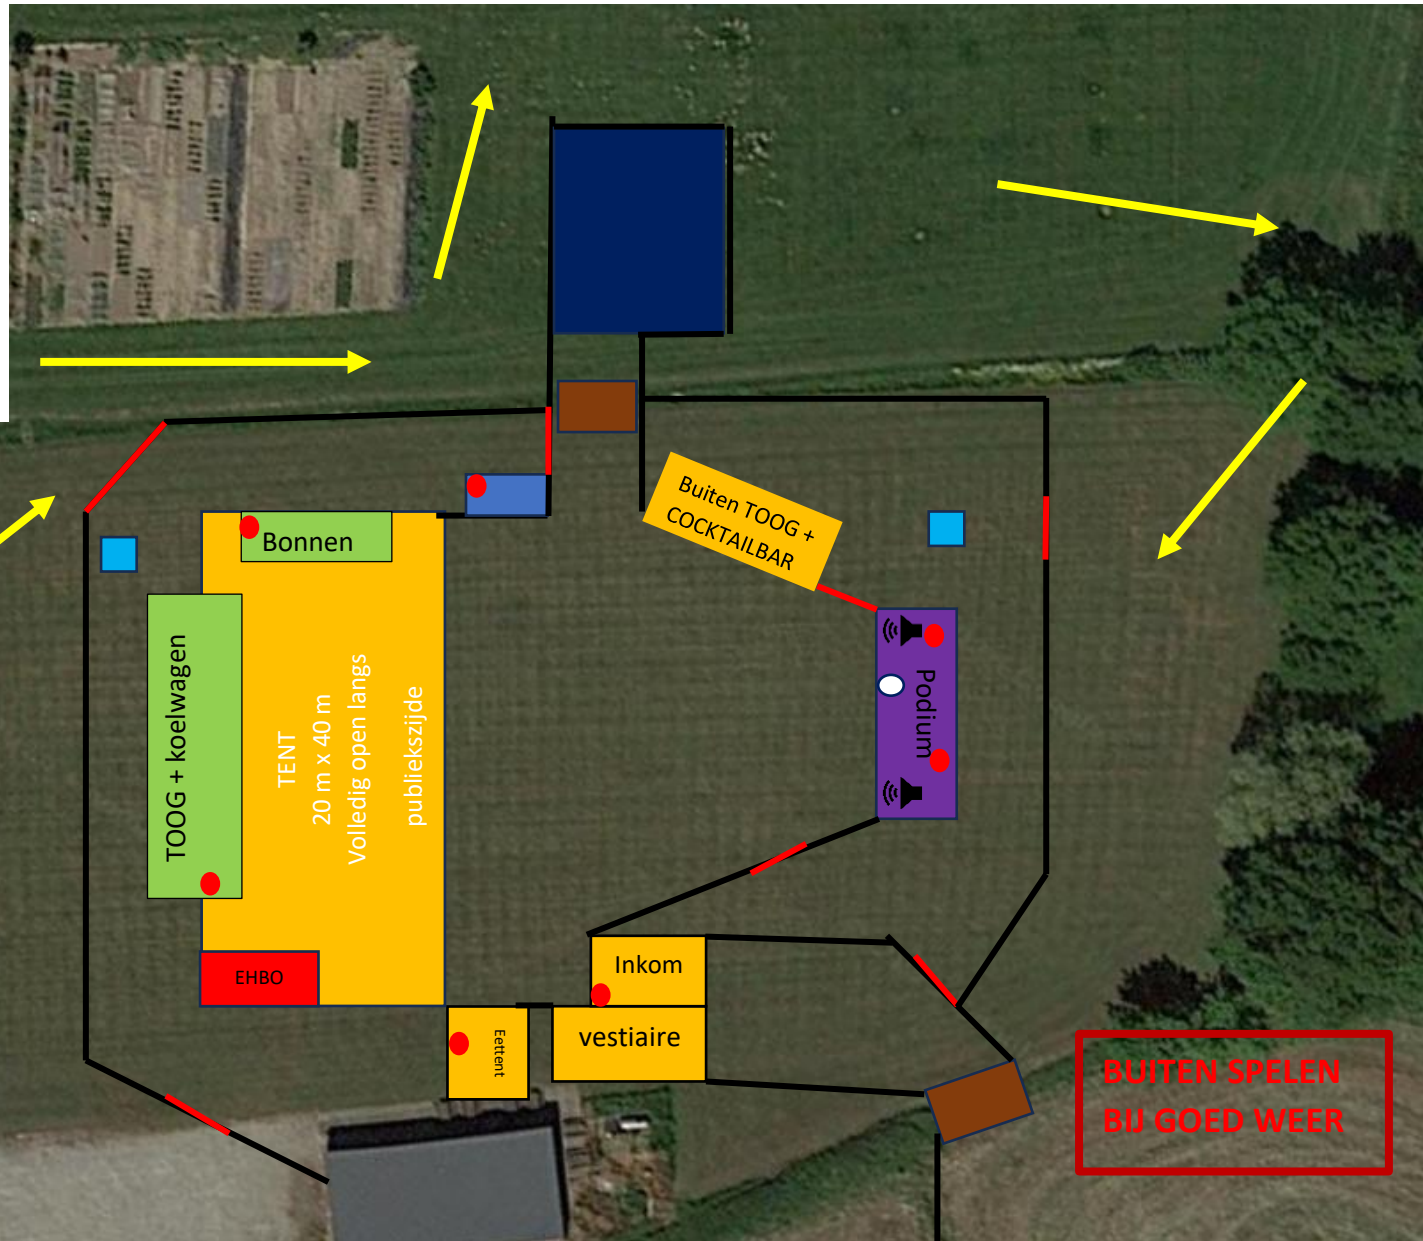 Buiten TOOG +
COCKTAILBAR
Bonnen
TOOG + koelwagen
TENT
20 m x 40 m
Volledig open langs
publiekszijde
Podium
EHBO
Inkom
vestiaire
Eettent
BUITEN SPELEN
BIJ GOED WEER